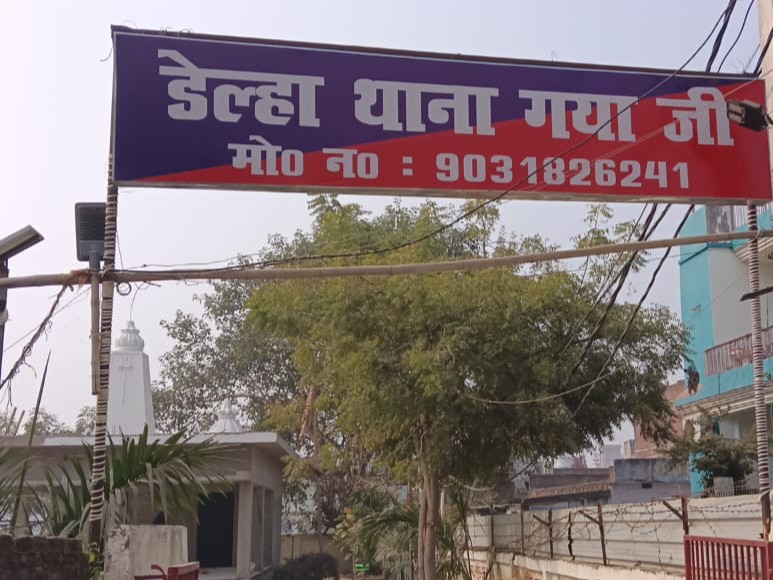 डेल्हा थाना गया जी
मो० न० : 9031826241